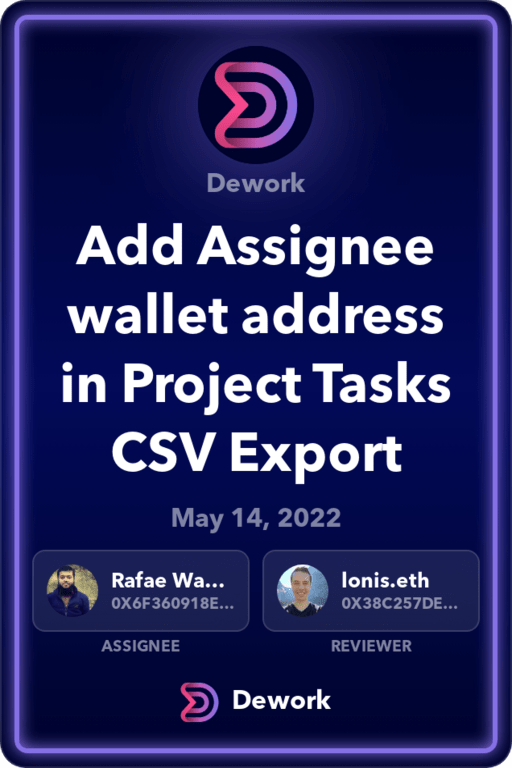 Dework
Add Assignee
wallet address
in Project Tasks
CSV Export
May 14, 2022
Rafae Wa...
0X6F360918E...
ASSIGNEE
lonis.eth
0X38C257DE...
REVIEWER
Dework